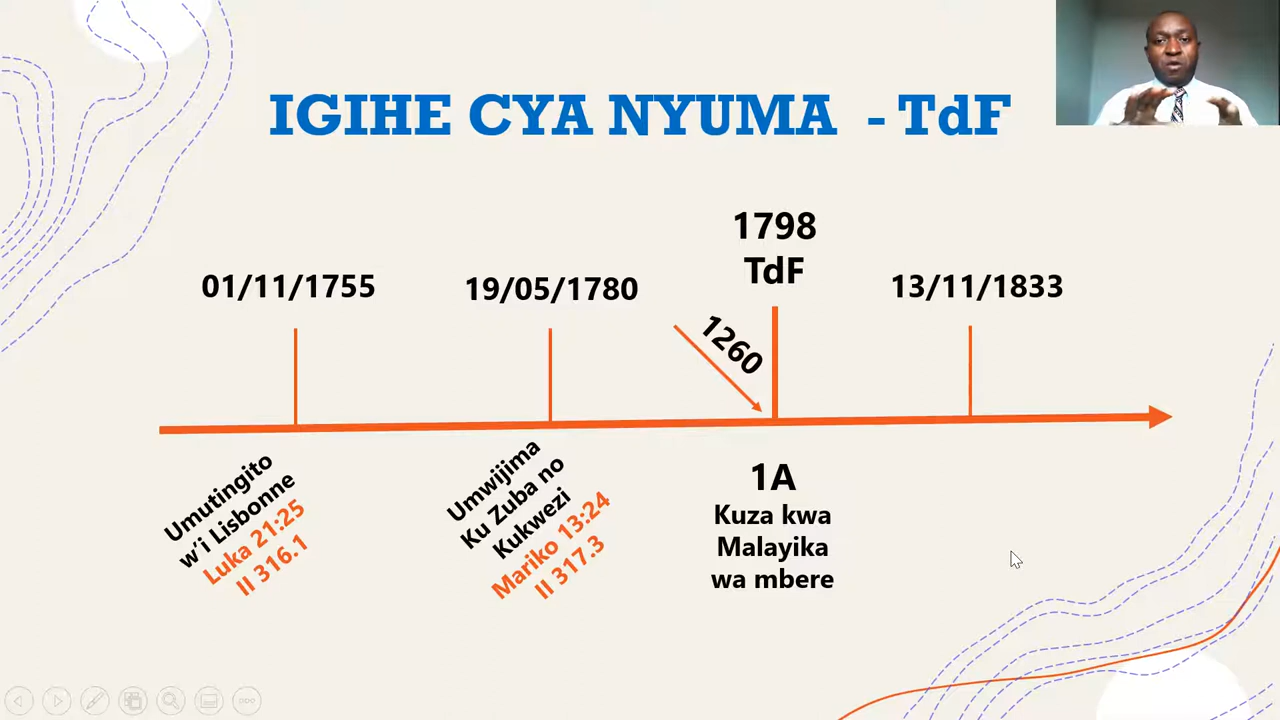 IGIHE CYA NYUMA - TdF
01/11/1755
19/05/1780
1798
TdF
13/11/1833
1260
Umutingito
w'i Lisbonne
Luka 21:25
II 316.1
Umwijima
Ku Zuba no
Kukwezi
Mariko 13:24
II 317.3
1A
Kuza kwa
Malayika
wa mbere